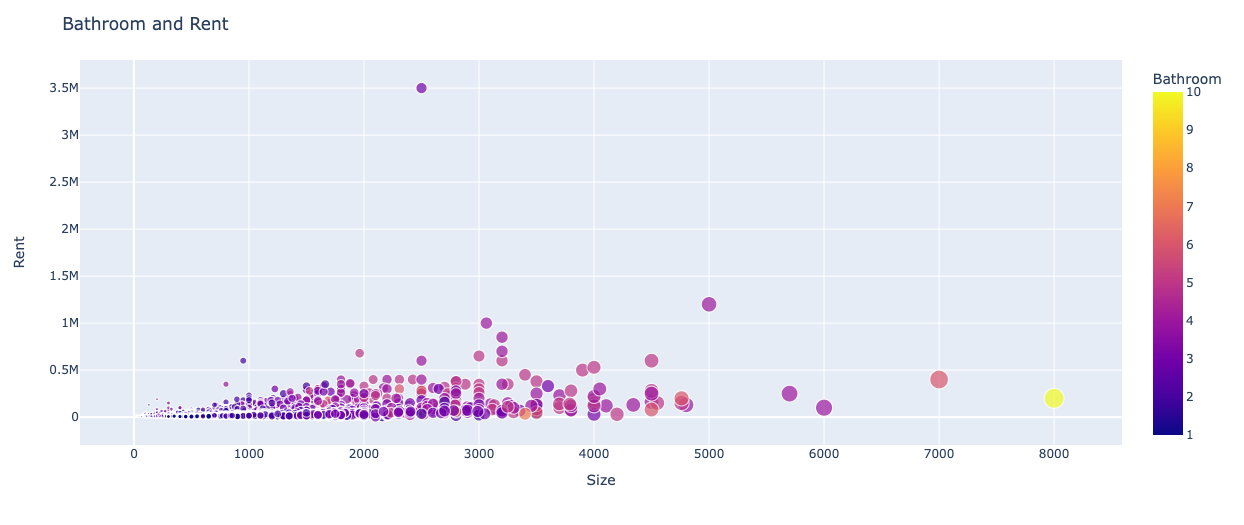 Bathroom and Rent
Bathroom
Rent
3.5M
3M
2.5M
2M
1.5M
1M
0.5M
0
10
9
8
7
6
5
4
3
2
1
0 1000 2000 3000 4000 5000 6000 7000 8000
Size